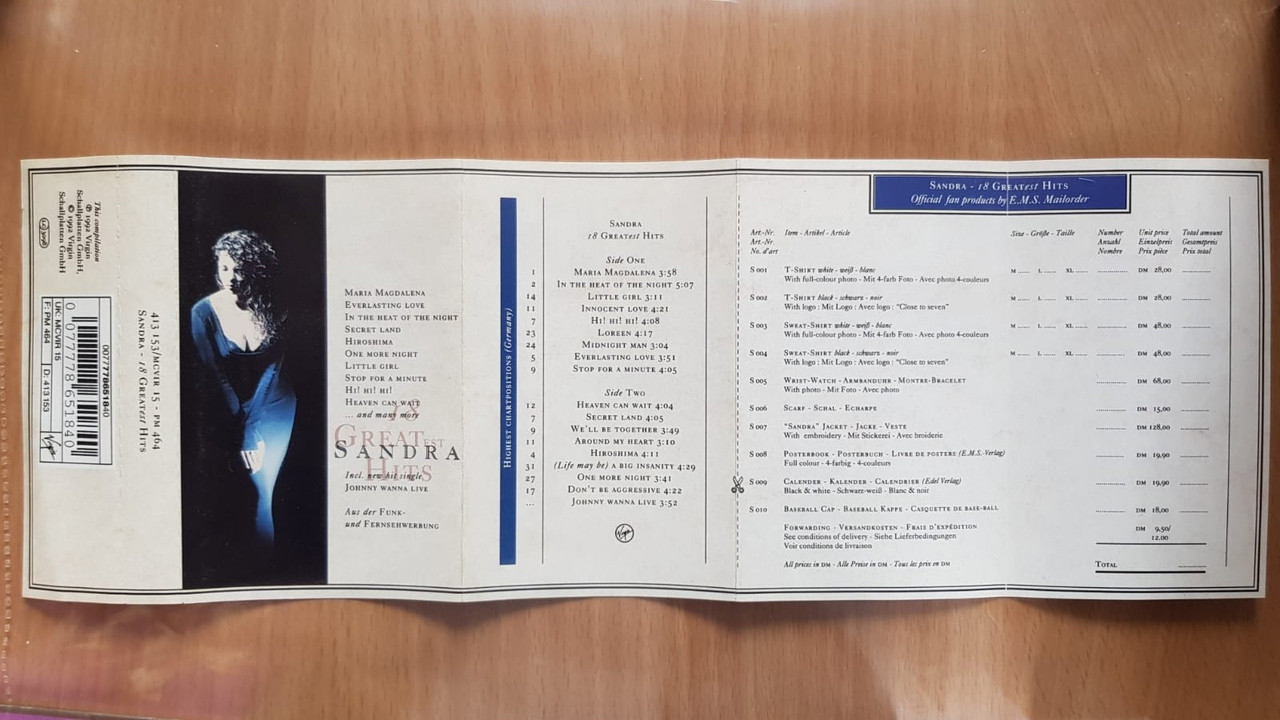 This compilation
℗ 1992 Virgin
Schallplatten GmbH,
© 1992 Virgin
Schallplatten GmbH
0077778651840
0 077778 651840
UK: MCVIR 15
F: PM 464
D: 413 153
Virgin
413 153/MCVIR 15 - PM 464
SANDRA - 18 GREATEST HITS
MARIA MAGDALENA
EVERLASTING LOVE
IN THE HEAT OF THE NIGHT
SECRET LAND
HIROSHIMA
ONE MORE NIGHT
LITTLE GIRL
STOP FOR A MINUTE
HI! HI! HI!
HEAVEN CAN WAIT
... and many more
18
GREATEST
SANDRA
HITS
Incl. new hit single
JOHNNY WANNA LIVE
Aus der FUNK-
und FERNSEHWERBUNG
HIGHEST CHARTPOSITIONS (Germany)
SANDRA
18 GREATEST HITS
Side ONE
1 MARIA MAGDALENA 3:58
2 IN THE HEAT OF THE NIGHT 5:07
14 LITTLE GIRL 3:11
11 INNOCENT LOVE 4:21
7 HI! HI! HI! 4:08
23 LOREEN 4:17
24 MIDNIGHT MAN 3:04
5 EVERLASTING LOVE 3:51
9 STOP FOR A MINUTE 4:05
Side TWO
12 HEAVEN CAN WAIT 4:04
7 SECRET LAND 4:05
9 WE'LL BE TOGETHER 3:49
11 AROUND MY HEART 3:10
4 HIROSHIMA 4:11
31 (Life may be) A BIG INSANITY 4:29
27 ONE MORE NIGHT 3:41
17 DON'T BE AGGRESSIVE 4:22
... JOHNNY WANNA LIVE 3:52
Virgin
SANDRA - 18 GREATEST HITS
Official fan products by E.M.S. Mailorder
Art.-Nr. Item - Artikel - Article Size - Größe - Taille Number Unit price Total amount
Art.-Nr. Anzahl Einzelpreis Gesamtpreis
No. d'art Nombre Prix pièce Prix total
S 001 T-SHIRT white - weiß - blanc M ..... L ..... XL ..... ............ DM 28,00 ............
With full-colour photo - Mit 4-farb Foto - Avec photo 4-couleurs
S 002 T-SHIRT black - schwarz - noir M ..... L ..... XL ..... ............ DM 28,00 ............
With logo : Mit Logo : Avec logo : "Close to seven"
S 003 SWEAT-SHIRT white - weiß - blanc M ..... L ..... XL ..... ............ DM 48,00 ............
With full-colour photo - Mit 4-farb Foto - Avec photo 4-couleurs
S 004 SWEAT-SHIRT black - schwarz - noir M ..... L ..... XL ..... ............ DM 48,00 ............
With logo : Mit Logo : Avec logo : "Close to seven"
S 005 WRIST-WATCH - ARMBANDUHR - MONTRE-BRACELET ............ DM 68,00 ............
With photo - Mit Foto - Avec photo
S 006 SCARF - SCHAL - ECHARPE ............ DM 15,00 ............
S 007 "SANDRA" JACKET - JACKE - VESTE ............ DM 128,00 ............
With embroidery - Mit Stickerei - Avec broiderie
S 008 POSTERBOOK - POSTERBUCH - LIVRE DE POSTERS (E.M.S.-Verlag) ............ DM 19,90 ............
Full colour - 4-farbig - 4-couleurs
S 009 CALENDER - KALENDER - CALENDRIER (Edel Verlag) ............ DM 19,90 ............
Black & white - Schwarz-weiß - Blanc & noir
S 010 BASEBALL CAP - BASEBALL KAPPE - CASQUETTE DE BASE-BALL ............ DM 18,00 ............
FORWARDING - VERSANDKOSTEN - FRAIS D'EXPÉDITION DM 9,50/
See conditions of delivery - Siehe Lieferbedingungen 12.00
Voir conditions de livraison
All prices in DM - Alle Preise in DM - Tous les prix en DM TOTAL ............